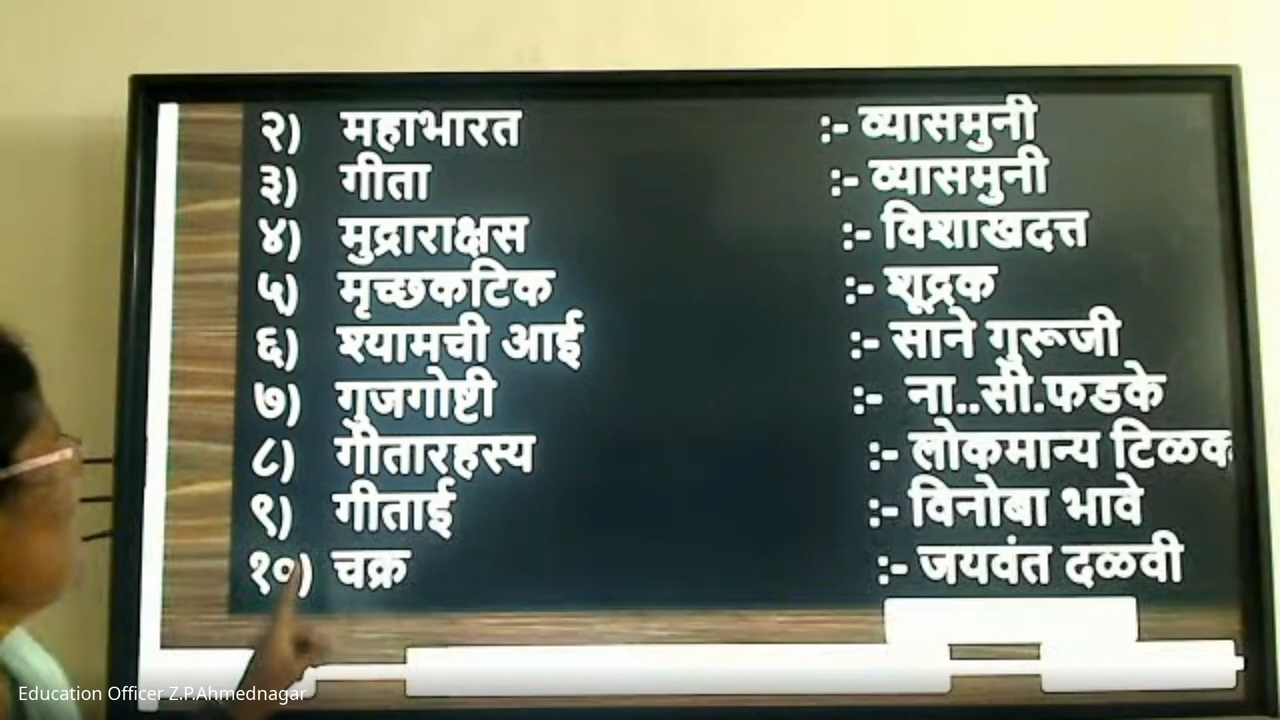 २) महाभारत :- व्यासमुनी
३) गीता :- व्यासमुनी
४) मुद्राराक्षस :- विशाखदत्त
५) मृच्छकटिक :- शूद्रक
६) श्यामची आई :- साने गुरूजी
७) गुजगोष्टी :- ना..सी.फडके
८) गीतारहस्य :- लोकमान्य टिळक
९) गीताई :- विनोबा भावे
१०) चक्र :- जयवंत दळवी
Education Officer Z.P.Ahmednagar